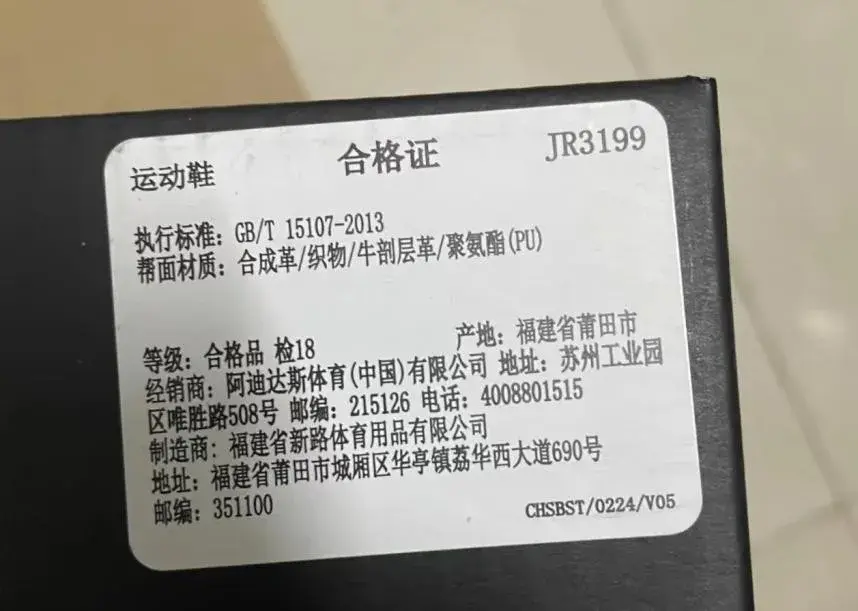 运动鞋 合格证 JR3199
执行标准：GB/T 15107-2013
帮面材质：合成革/织物/牛剖层革/聚氨酯(PU)
等级：合格品 检18 产地：福建省莆田市
经销商：阿迪达斯体育(中国)有限公司 地址：苏州工业园
区唯胜路508号 邮编：215126 电话：4008801515
制造商：福建省新路体育用品有限公司
地址：福建省莆田市城厢区华亭镇荔华西大道690号
邮编：351100 CHSBST/0224/V05